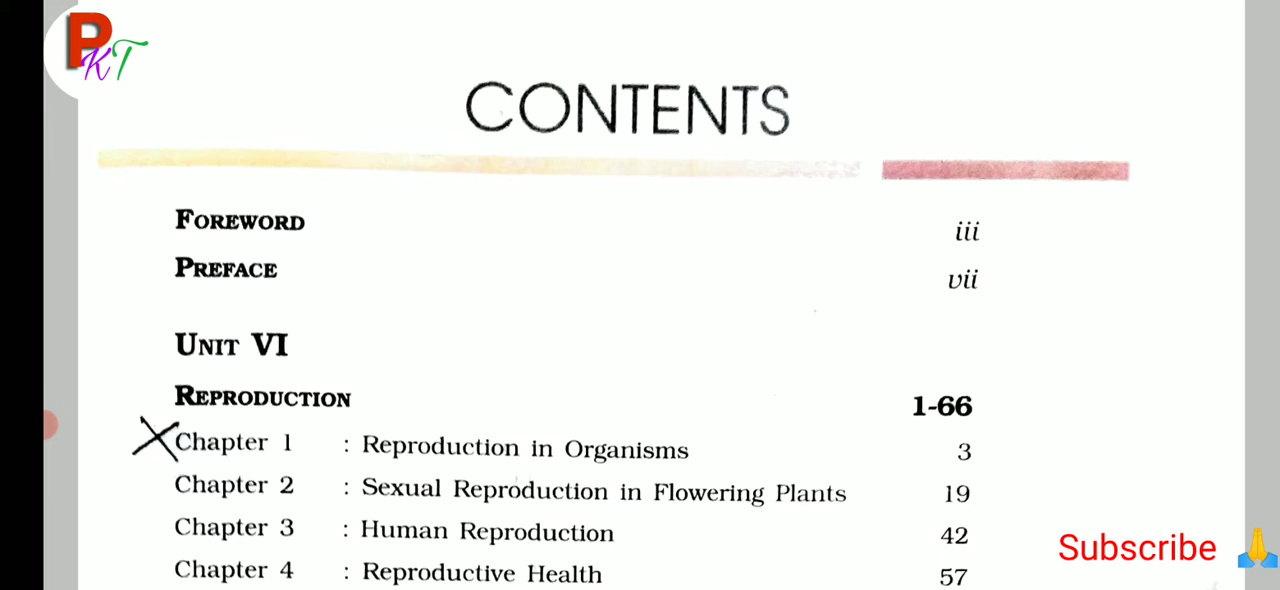 PKT
CONTENTS
FOREWORD iii
PREFACE vii
UNIT VI
REPRODUCTION 1-66
Chapter 1 : Reproduction in Organisms 3
Chapter 2 : Sexual Reproduction in Flowering Plants 19
Chapter 3 : Human Reproduction 42
Chapter 4 : Reproductive Health 57
Subscribe 🙏